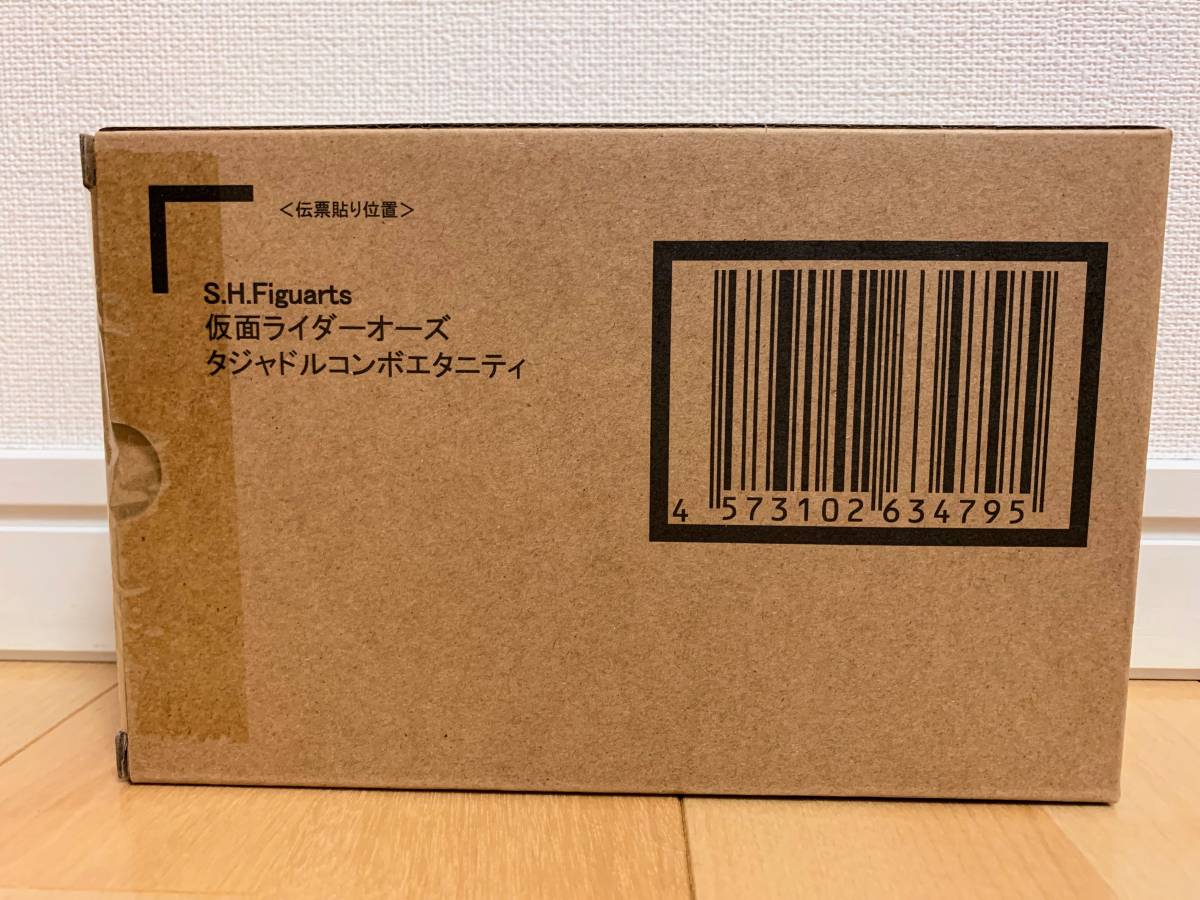 ＜伝票貼り位置＞
S.H.Figuarts
仮面ライダーオーズ
タジャドルコンボエタニティ
4 573102 634795